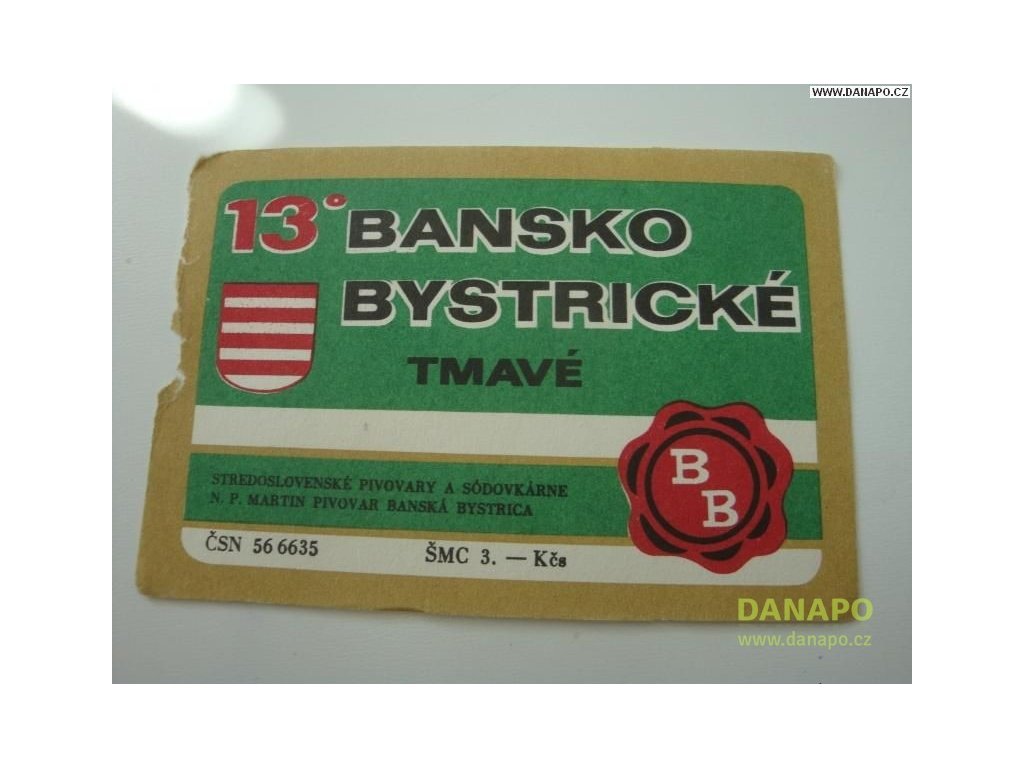 WWW.DANAPO.CZ
13° BANSKO
BYSTRICKÉ
TMAVÉ
B
B
STREDOSLOVENSKÉ PIVOVARY A SÓDOVKÁRNE
N. P. MARTIN PIVOVAR BANSKÁ BYSTRICA
ČSN 56 6635 ŠMC 3. — Kčs
DANAPO
www.danapo.cz